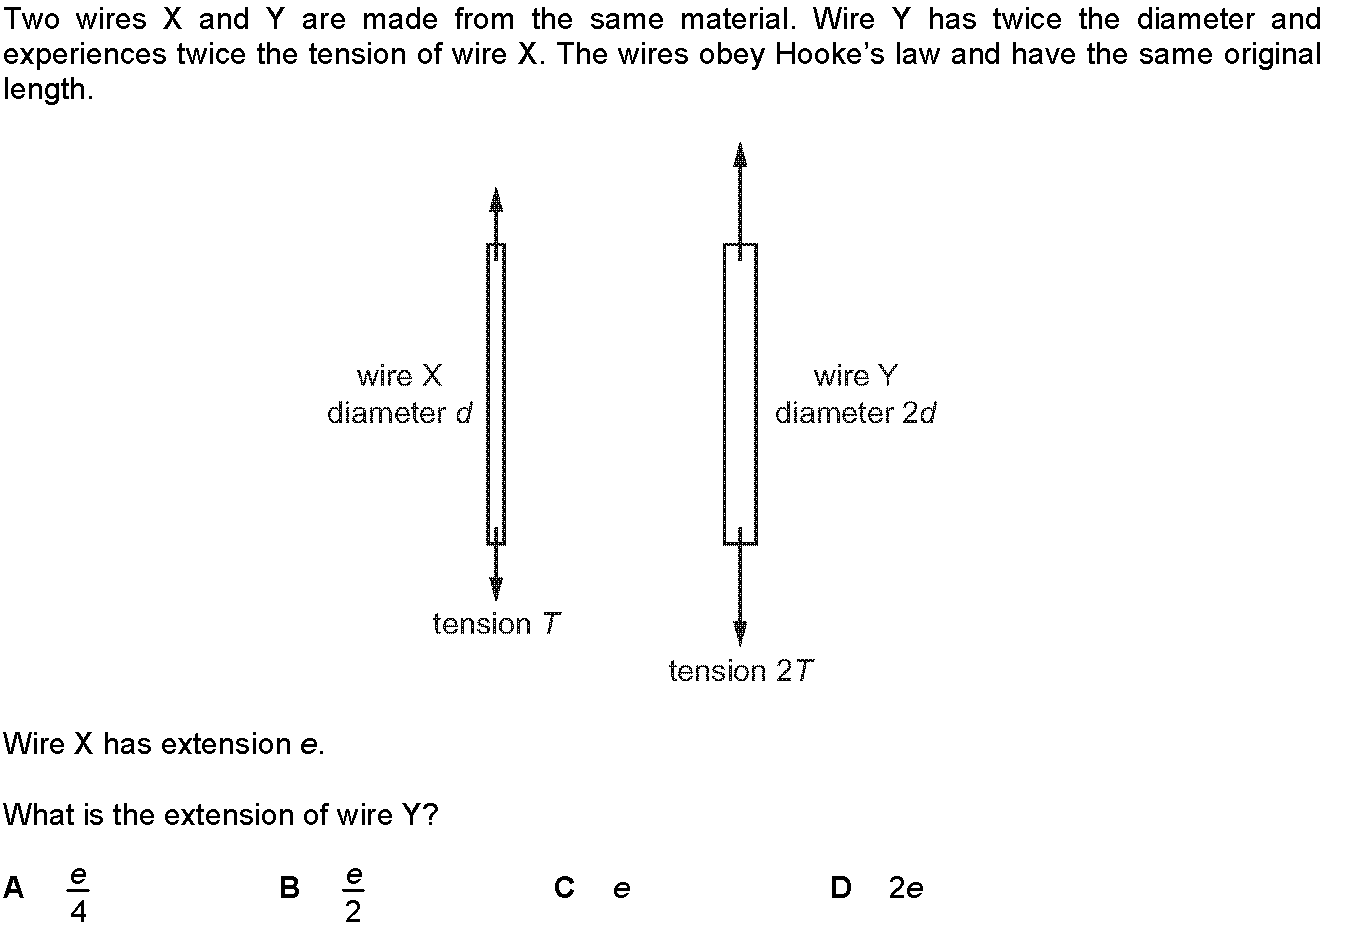 Two wires X and Y are made from the same material. Wire Y has twice the diameter and
experiences twice the tension of wire X. The wires obey Hooke's law and have the same original
length.
wire X
diameter d
wire Y
diameter 2d
tension T
tension 2T
Wire X has extension e.
What is the extension of wire Y?
A e/4 B e/2 C e D 2e